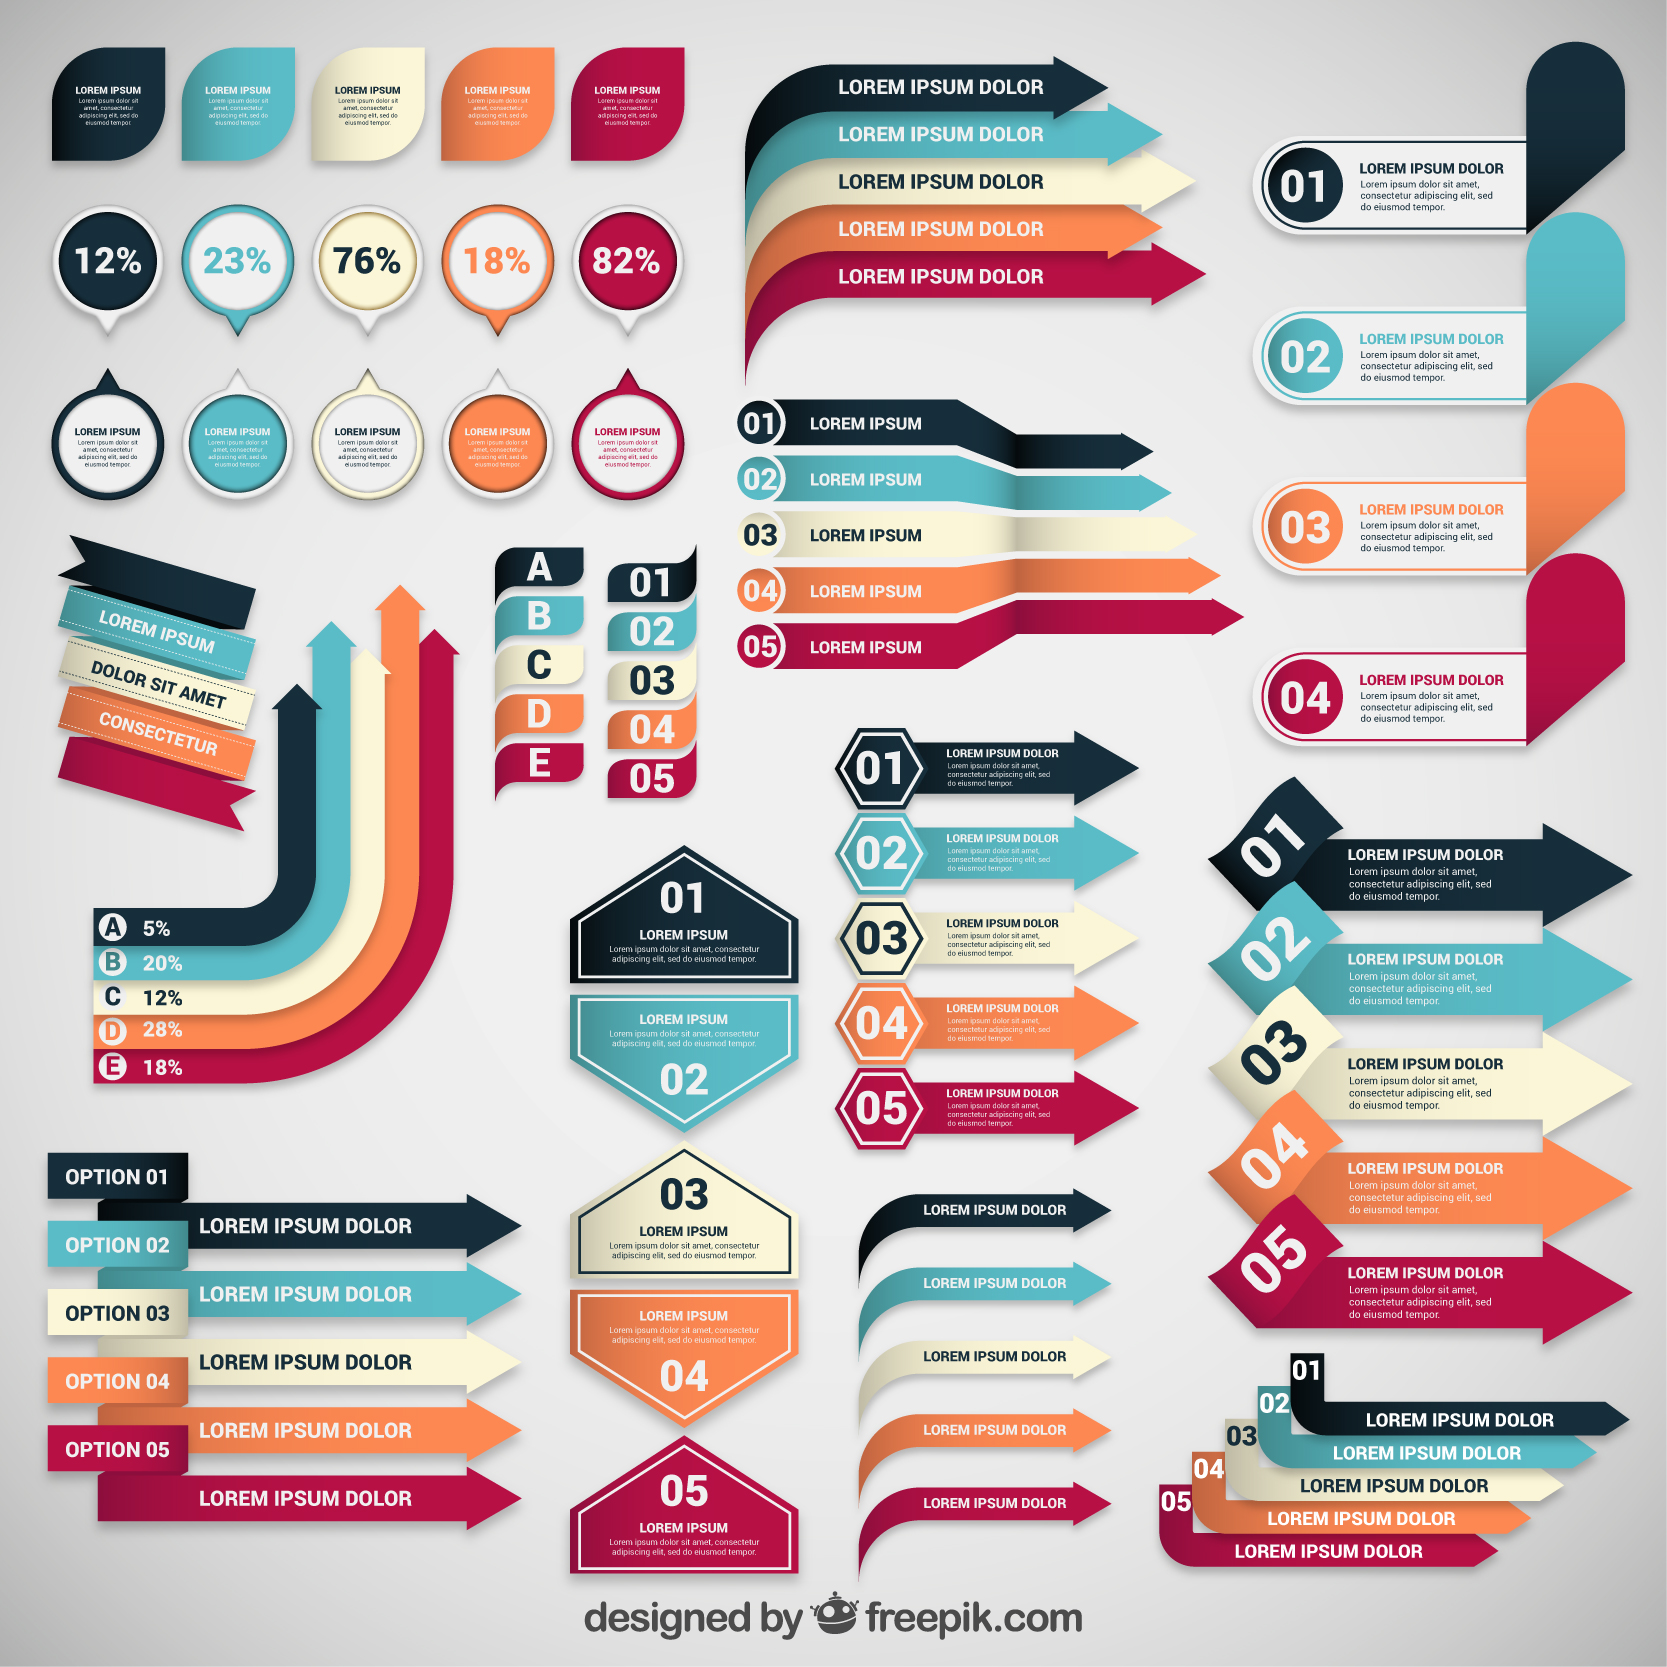 LOREM IPSUM
Lorem ipsum dolor sit
amet, consectetur
adipiscing elit, sed do
eiusmod tempor.
LOREM IPSUM
Lorem ipsum dolor sit
amet, consectetur
adipiscing elit, sed do
eiusmod tempor.
LOREM IPSUM
Lorem ipsum dolor sit
amet, consectetur
adipiscing elit, sed do
eiusmod tempor.
LOREM IPSUM
Lorem ipsum dolor sit
amet, consectetur
adipiscing elit, sed do
eiusmod tempor.
LOREM IPSUM
Lorem ipsum dolor sit
amet, consectetur
adipiscing elit, sed do
eiusmod tempor.
12%
23%
76%
18%
82%
LOREM IPSUM
Lorem ipsum dolor sit
amet, consectetur
adipiscing elit, sed do
eiusmod tempor.
LOREM IPSUM
Lorem ipsum dolor sit
amet, consectetur
adipiscing elit, sed do
eiusmod tempor.
LOREM IPSUM
Lorem ipsum dolor sit
amet, consectetur
adipiscing elit, sed do
eiusmod tempor.
LOREM IPSUM
Lorem ipsum dolor sit
amet, consectetur
adipiscing elit, sed do
eiusmod tempor.
LOREM IPSUM
Lorem ipsum dolor sit
amet, consectetur
adipiscing elit, sed do
eiusmod tempor.
LOREM IPSUM DOLOR
LOREM IPSUM DOLOR
LOREM IPSUM DOLOR
LOREM IPSUM DOLOR
LOREM IPSUM DOLOR
01
LOREM IPSUM DOLOR
Lorem ipsum dolor sit amet,
consectetur adipiscing elit, sed
do eiusmod tempor.
02
LOREM IPSUM DOLOR
Lorem ipsum dolor sit amet,
consectetur adipiscing elit, sed
do eiusmod tempor.
03
LOREM IPSUM DOLOR
Lorem ipsum dolor sit amet,
consectetur adipiscing elit, sed
do eiusmod tempor.
04
LOREM IPSUM DOLOR
Lorem ipsum dolor sit amet,
consectetur adipiscing elit, sed
do eiusmod tempor.
01 LOREM IPSUM
02 LOREM IPSUM
03 LOREM IPSUM
04 LOREM IPSUM
05 LOREM IPSUM
LOREM IPSUM
DOLOR SIT AMET
CONSECTETUR
A 5%
B 20%
C 12%
D 28%
E 18%
A
B
C
D
E
01
02
03
04
05
01
LOREM IPSUM DOLOR
Lorem ipsum dolor sit amet,
consectetur adipiscing elit, sed
do eiusmod tempor.
02
LOREM IPSUM DOLOR
Lorem ipsum dolor sit amet,
consectetur adipiscing elit, sed
do eiusmod tempor.
03
LOREM IPSUM DOLOR
Lorem ipsum dolor sit amet,
consectetur adipiscing elit, sed
do eiusmod tempor.
04
LOREM IPSUM DOLOR
Lorem ipsum dolor sit amet,
consectetur adipiscing elit, sed
do eiusmod tempor.
05
LOREM IPSUM DOLOR
Lorem ipsum dolor sit amet,
consectetur adipiscing elit, sed
do eiusmod tempor.
01
LOREM IPSUM DOLOR
Lorem ipsum dolor sit amet,
consectetur adipiscing elit, sed
do eiusmod tempor.
02
LOREM IPSUM DOLOR
Lorem ipsum dolor sit amet,
consectetur adipiscing elit, sed
do eiusmod tempor.
03
LOREM IPSUM DOLOR
Lorem ipsum dolor sit amet,
consectetur adipiscing elit, sed
do eiusmod tempor.
04
LOREM IPSUM DOLOR
Lorem ipsum dolor sit amet,
consectetur adipiscing elit, sed
do eiusmod tempor.
05
LOREM IPSUM DOLOR
Lorem ipsum dolor sit amet,
consectetur adipiscing elit, sed
do eiusmod tempor.
01
LOREM IPSUM
Lorem ipsum dolor sit amet, consectetur
adipiscing elit, sed do eiusmod tempor.
LOREM IPSUM
Lorem ipsum dolor sit amet, consectetur
adipiscing elit, sed do eiusmod tempor.
02
03
LOREM IPSUM
Lorem ipsum dolor sit amet, consectetur
adipiscing elit, sed do eiusmod tempor.
LOREM IPSUM
Lorem ipsum dolor sit amet, consectetur
adipiscing elit, sed do eiusmod tempor.
04
05
LOREM IPSUM
Lorem ipsum dolor sit amet, consectetur
adipiscing elit, sed do eiusmod tempor.
OPTION 01
LOREM IPSUM DOLOR
OPTION 02
LOREM IPSUM DOLOR
OPTION 03
LOREM IPSUM DOLOR
OPTION 04
LOREM IPSUM DOLOR
OPTION 05
LOREM IPSUM DOLOR
LOREM IPSUM DOLOR
LOREM IPSUM DOLOR
LOREM IPSUM DOLOR
LOREM IPSUM DOLOR
LOREM IPSUM DOLOR
01
LOREM IPSUM DOLOR
02
LOREM IPSUM DOLOR
03
LOREM IPSUM DOLOR
04
LOREM IPSUM DOLOR
05
LOREM IPSUM DOLOR
designed by freepik.com